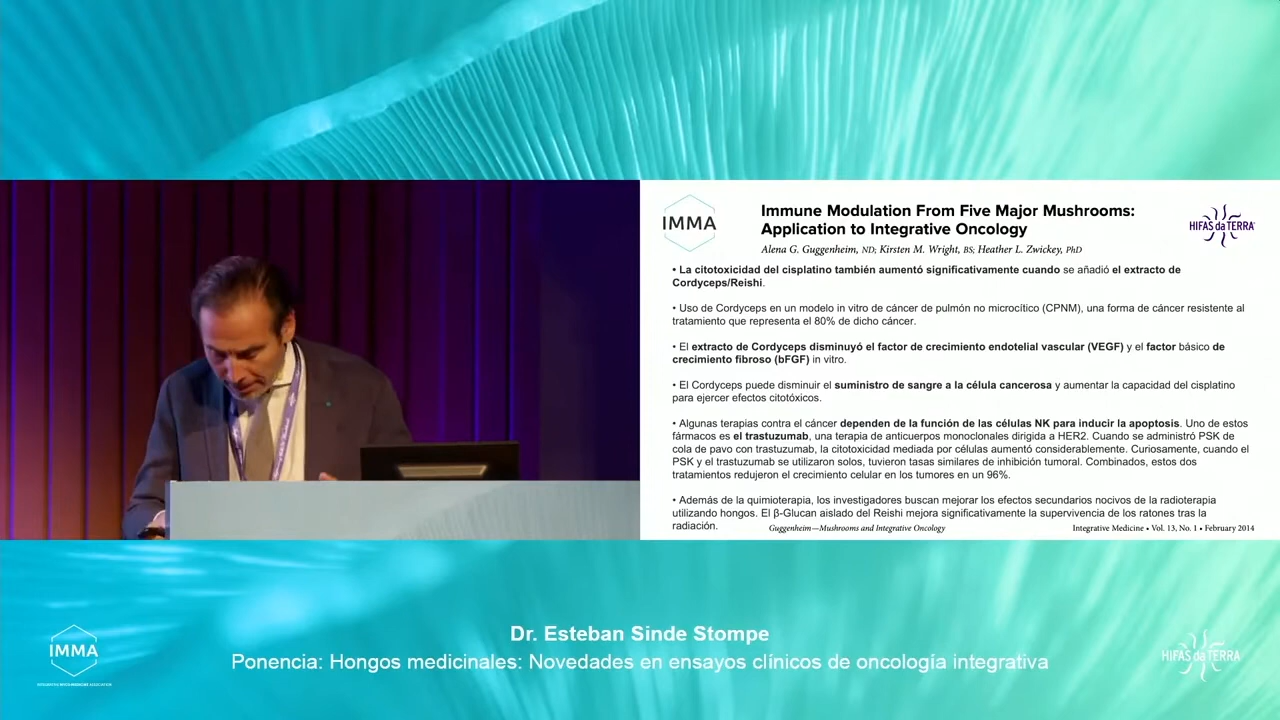 IMMA
Immune Modulation From Five Major Mushrooms:
Application to Integrative Oncology
Alena G. Guggenheim, ND; Kirsten M. Wright, BS; Heather L. Zwickey, PhD
HIFAS da TERRA
• La citotoxicidad del cisplatino también aumentó significativamente cuando se añadió el extracto de
Cordyceps/Reishi.
• Uso de Cordyceps en un modelo in vitro de cáncer de pulmón no microcítico (CPNM), una forma de cáncer resistente al
tratamiento que representa el 80% de dicho cáncer.
• El extracto de Cordyceps disminuyó el factor de crecimiento endotelial vascular (VEGF) y el factor básico de
crecimiento fibroso (bFGF) in vitro.
• El Cordyceps puede disminuir el suministro de sangre a la célula cancerosa y aumentar la capacidad del cisplatino
para ejercer efectos citotóxicos.
• Algunas terapias contra el cáncer dependen de la función de las células NK para inducir la apoptosis. Uno de estos
fármacos es el trastuzumab, una terapia de anticuerpos monoclonales dirigida a HER2. Cuando se administró PSK de
cola de pavo con trastuzumab, la citotoxicidad mediada por células aumentó considerablemente. Curiosamente, cuando el
PSK y el trastuzumab se utilizaron solos, tuvieron tasas similares de inhibición tumoral. Combinados, estos dos
tratamientos redujeron el crecimiento celular en los tumores en un 96%.
• Además de la quimioterapia, los investigadores buscan mejorar los efectos secundarios nocivos de la radioterapia
utilizando hongos. El β-Glucan aislado del Reishi mejora significativamente la supervivencia de los ratones tras la
radiación.
Guggenheim—Mushrooms and Integrative Oncology
Integrative Medicine • Vol. 13, No. 1 • February 2014
Dr. Esteban Sinde Stompe
Ponencia: Hongos medicinales: Novedades en ensayos clínicos de oncología integrativa
IMMA
HIFAS da TERRA